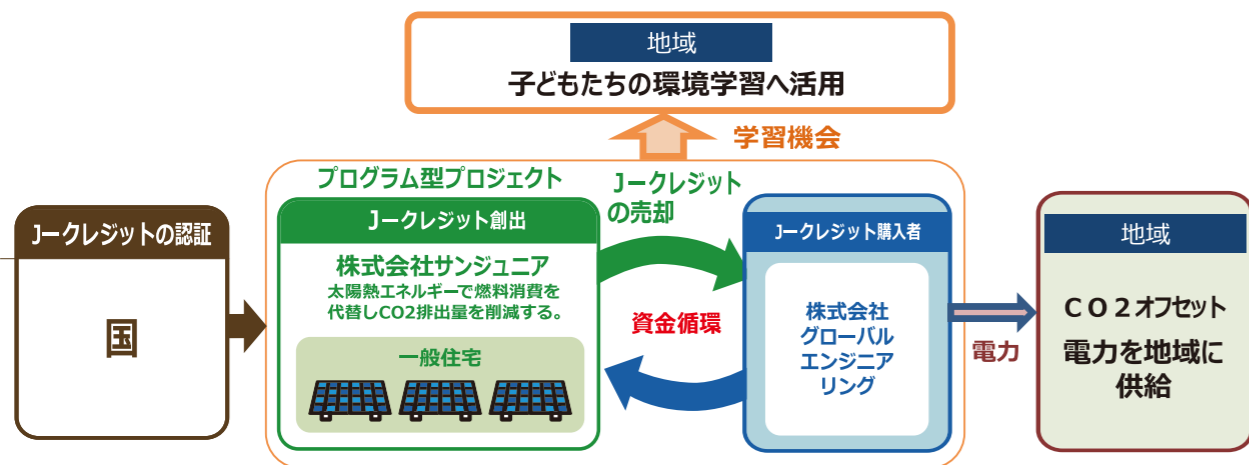 地域
子どもたちの環境学習へ活用
学習機会
プログラム型プロジェクト
Jークレジット
の売却
Jークレジットの認証
国
Jークレジット創出
株式会社サンジュニア
太陽熱エネルギーで燃料消費を
代替しCO2排出量を削減する。
一般住宅
資金循環
Jークレジット購入者
株式会社
グローバル
エンジニア
リング
電力
地域
CO2オフセット
電力を地域に
供給